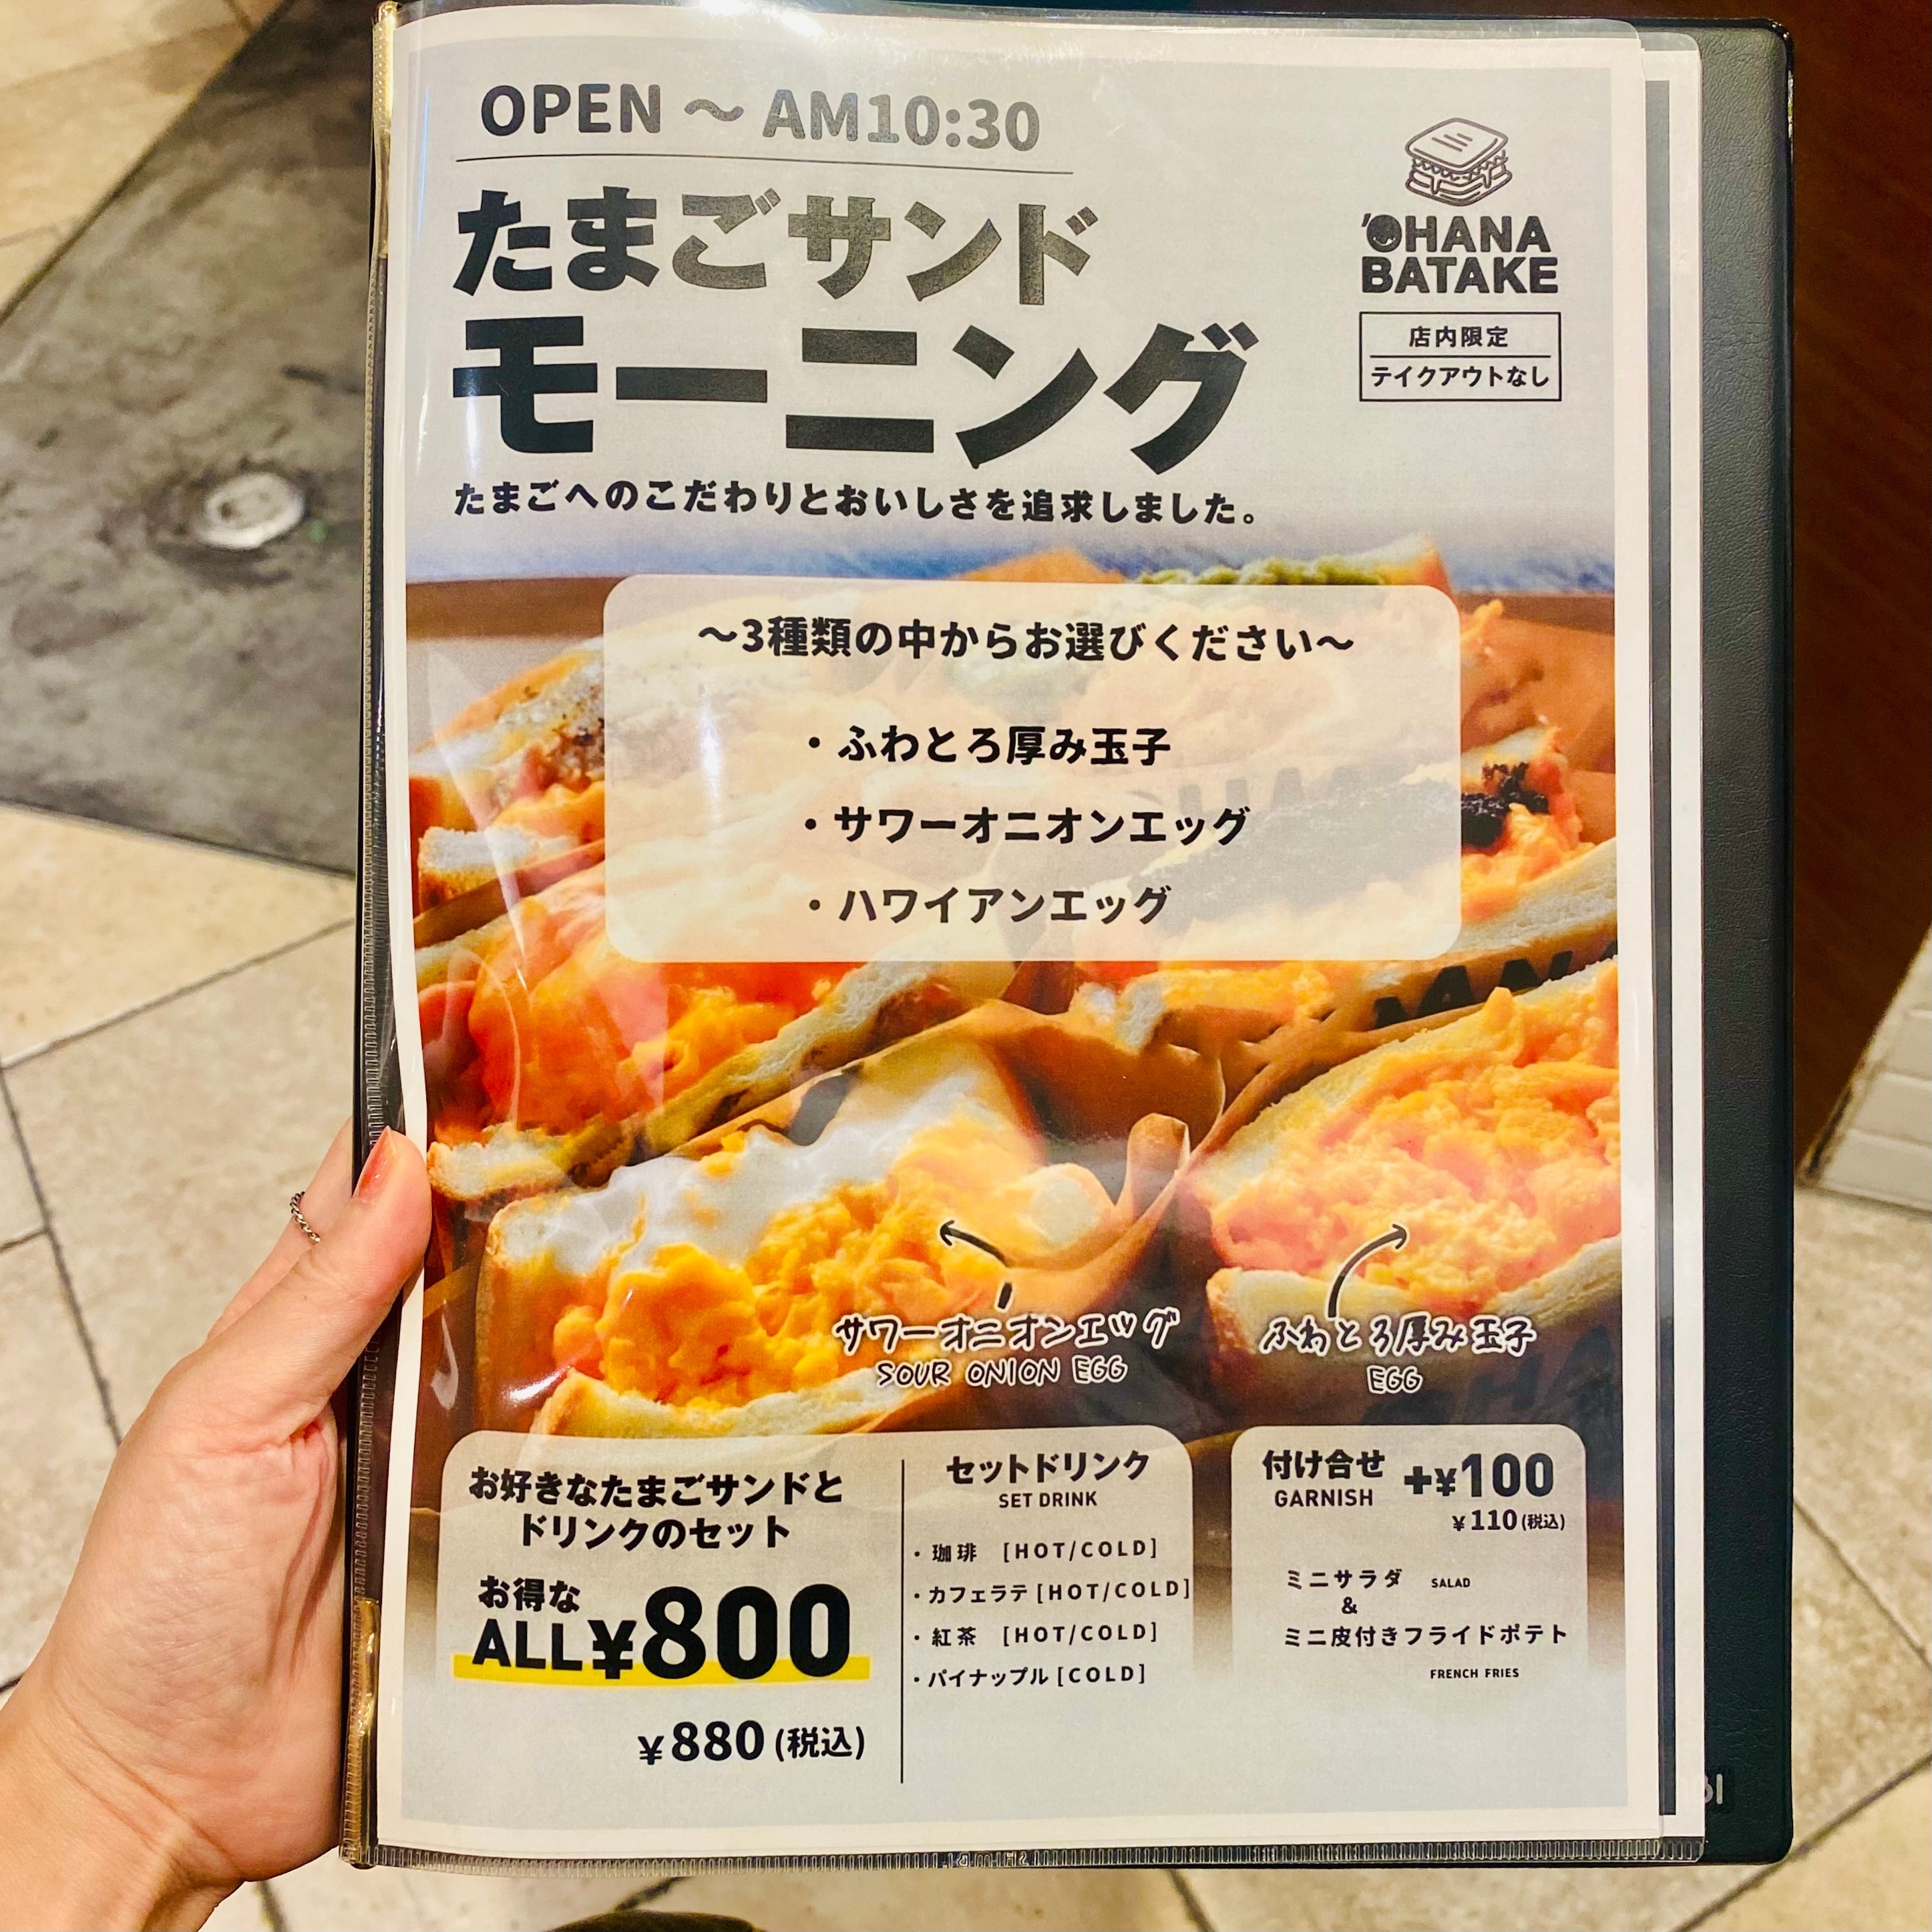 OPEN ～ AM10:30
たまごサンド
モーニング
たまごへのこだわりとおいしさを追求しました。
'OHANA
BATAKE
店内限定
テイクアウトなし
～3種類の中からお選びください～
・ふわとろ厚み玉子
・サワーオニオンエッグ
・ハワイアンエッグ
サワーオニオンエッグ
SOUR ONION EGG
ふわとろ厚み玉子
EGG
お好きなたまごサンドと
ドリンクのセット
お得な
ALL¥800
¥880(税込)
セットドリンク
SET DRINK
・珈琲 [HOT/COLD]
・カフェラテ[HOT/COLD]
・紅茶 [HOT/COLD]
・パイナップル[COLD]
付け合せ +¥100
GARNISH
¥110(税込)
ミニサラダ SALAD
&
ミニ皮付きフライドポテト
FRENCH FRIES